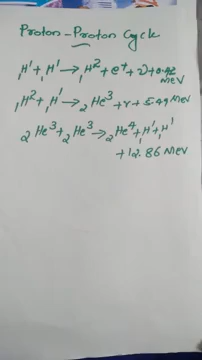 Proton-Proton Cycle
₁H¹ + ₁H¹ → ₁H² + e⁺ + ν + 0.42
MeV
₁H² + ₁H¹ → ₂He³ + r + 5.49 MeV
₂He³ + ₂He³ → ₂He⁴ + ₁H¹ + ₁H¹
+ 12.86 MeV